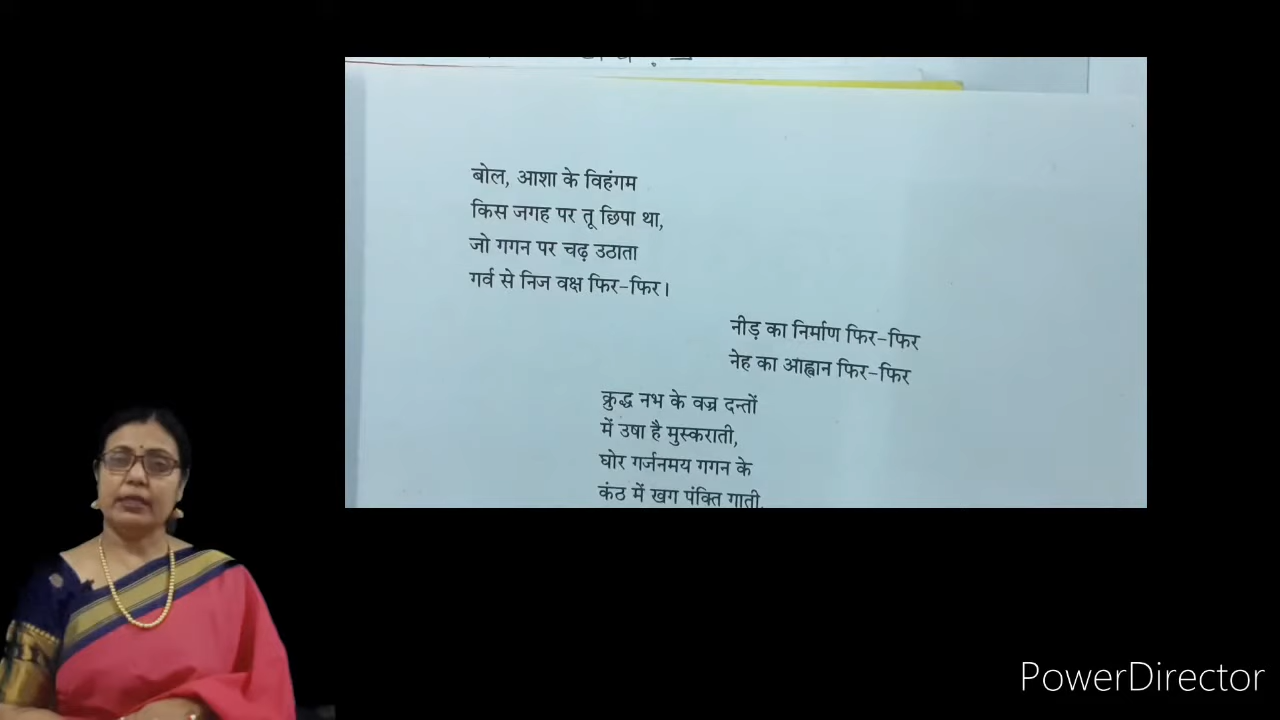 बोल, आशा के विहंगम
किस जगह पर तू छिपा था,
जो गगन पर चढ़ उठाता
गर्व से निज वक्ष फिर-फिर।
नीड़ का निर्माण फिर-फिर
नेह का आह्वान फिर-फिर
क्रुद्ध नभ के वज्र दन्तों
में उषा है मुस्कराती,
घोर गर्जनमय गगन के
कंठ में खग पंक्ति गाती,
PowerDirector